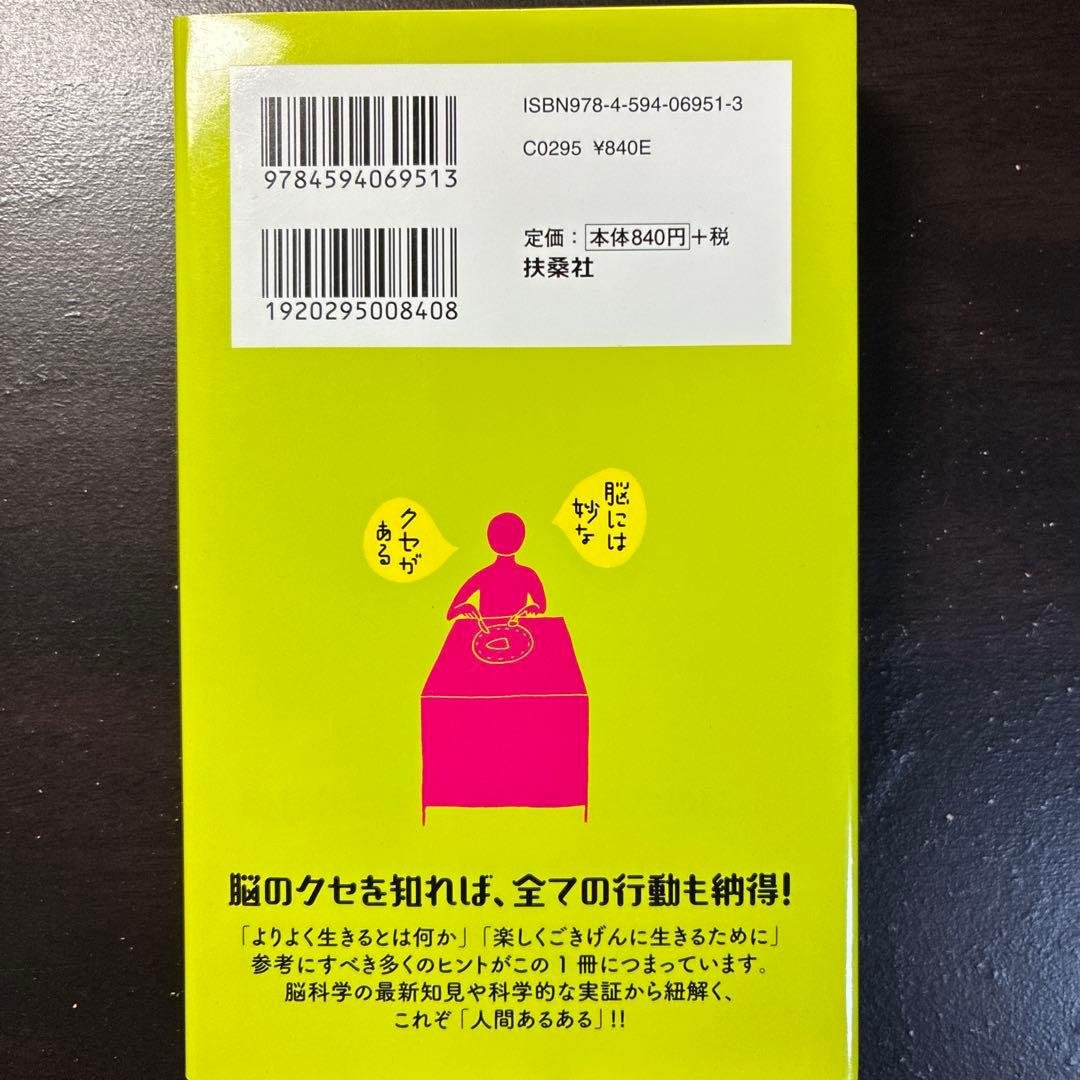 ISBN978-4-594-06951-3
C0295 ¥840E
9784594069513
定価：本体840円+税
扶桑社
1920295008408
脳には
妙な
クセが
ある
脳のクセを知れば、全ての行動も納得!
「よりよく生きるとは何か」「楽しくごきげんに生きるために」
参考にすべき多くのヒントがこの1冊につまっています。
脳科学の最新知見や科学的な実証から紐解く、
これぞ「人間あるある」!!